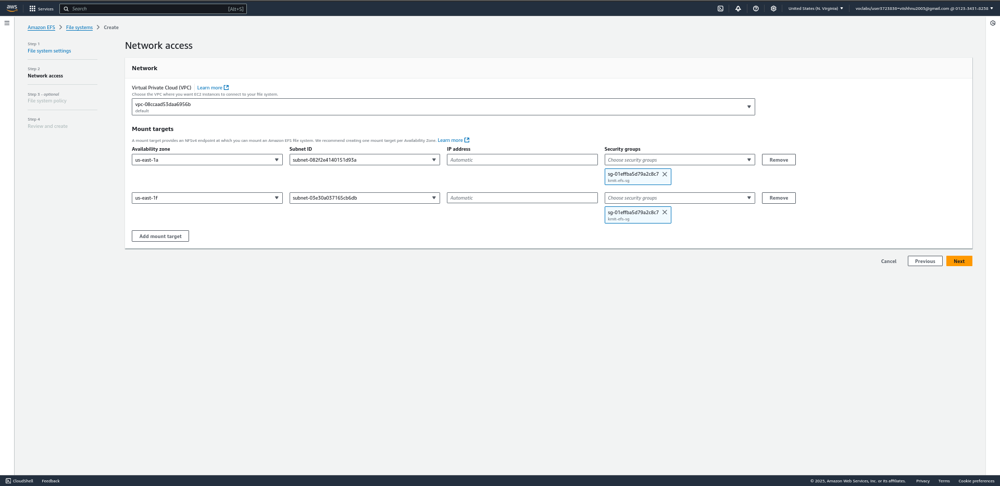 aws Services Search [Alt+S] United States (N. Virginia) voclabs/user3723836=viishhnu2005@gmail.com @ 0123-3431-8258
Amazon EFS File systems Create
Step 1
File system settings
Step 2
Network access
Step 3 - optional
File system policy
Step 4
Review and create
Network access
Network
Virtual Private Cloud (VPC) Learn more
Choose the VPC where you want EC2 instances to connect to your file system.
vpc-08ccaad53daa6956b
default
Mount targets
A mount target provides an NFSv4 endpoint at which you can mount an Amazon EFS file system. We recommend creating one mount target per Availability Zone. Learn more
Availability zone Subnet ID IP address Security groups
us-east-1a subnet-082f2e4140151d93a Automatic Choose security groups Remove
sg-01effba5d79a2c8c7
kmit-efs-sg
us-east-1f subnet-03e30a037165cb6db Automatic Choose security groups Remove
sg-01effba5d79a2c8c7
kmit-efs-sg
Add mount target
Cancel Previous Next
CloudShell Feedback © 2025, Amazon Web Services, Inc. or its affiliates. Privacy Terms Cookie preferences